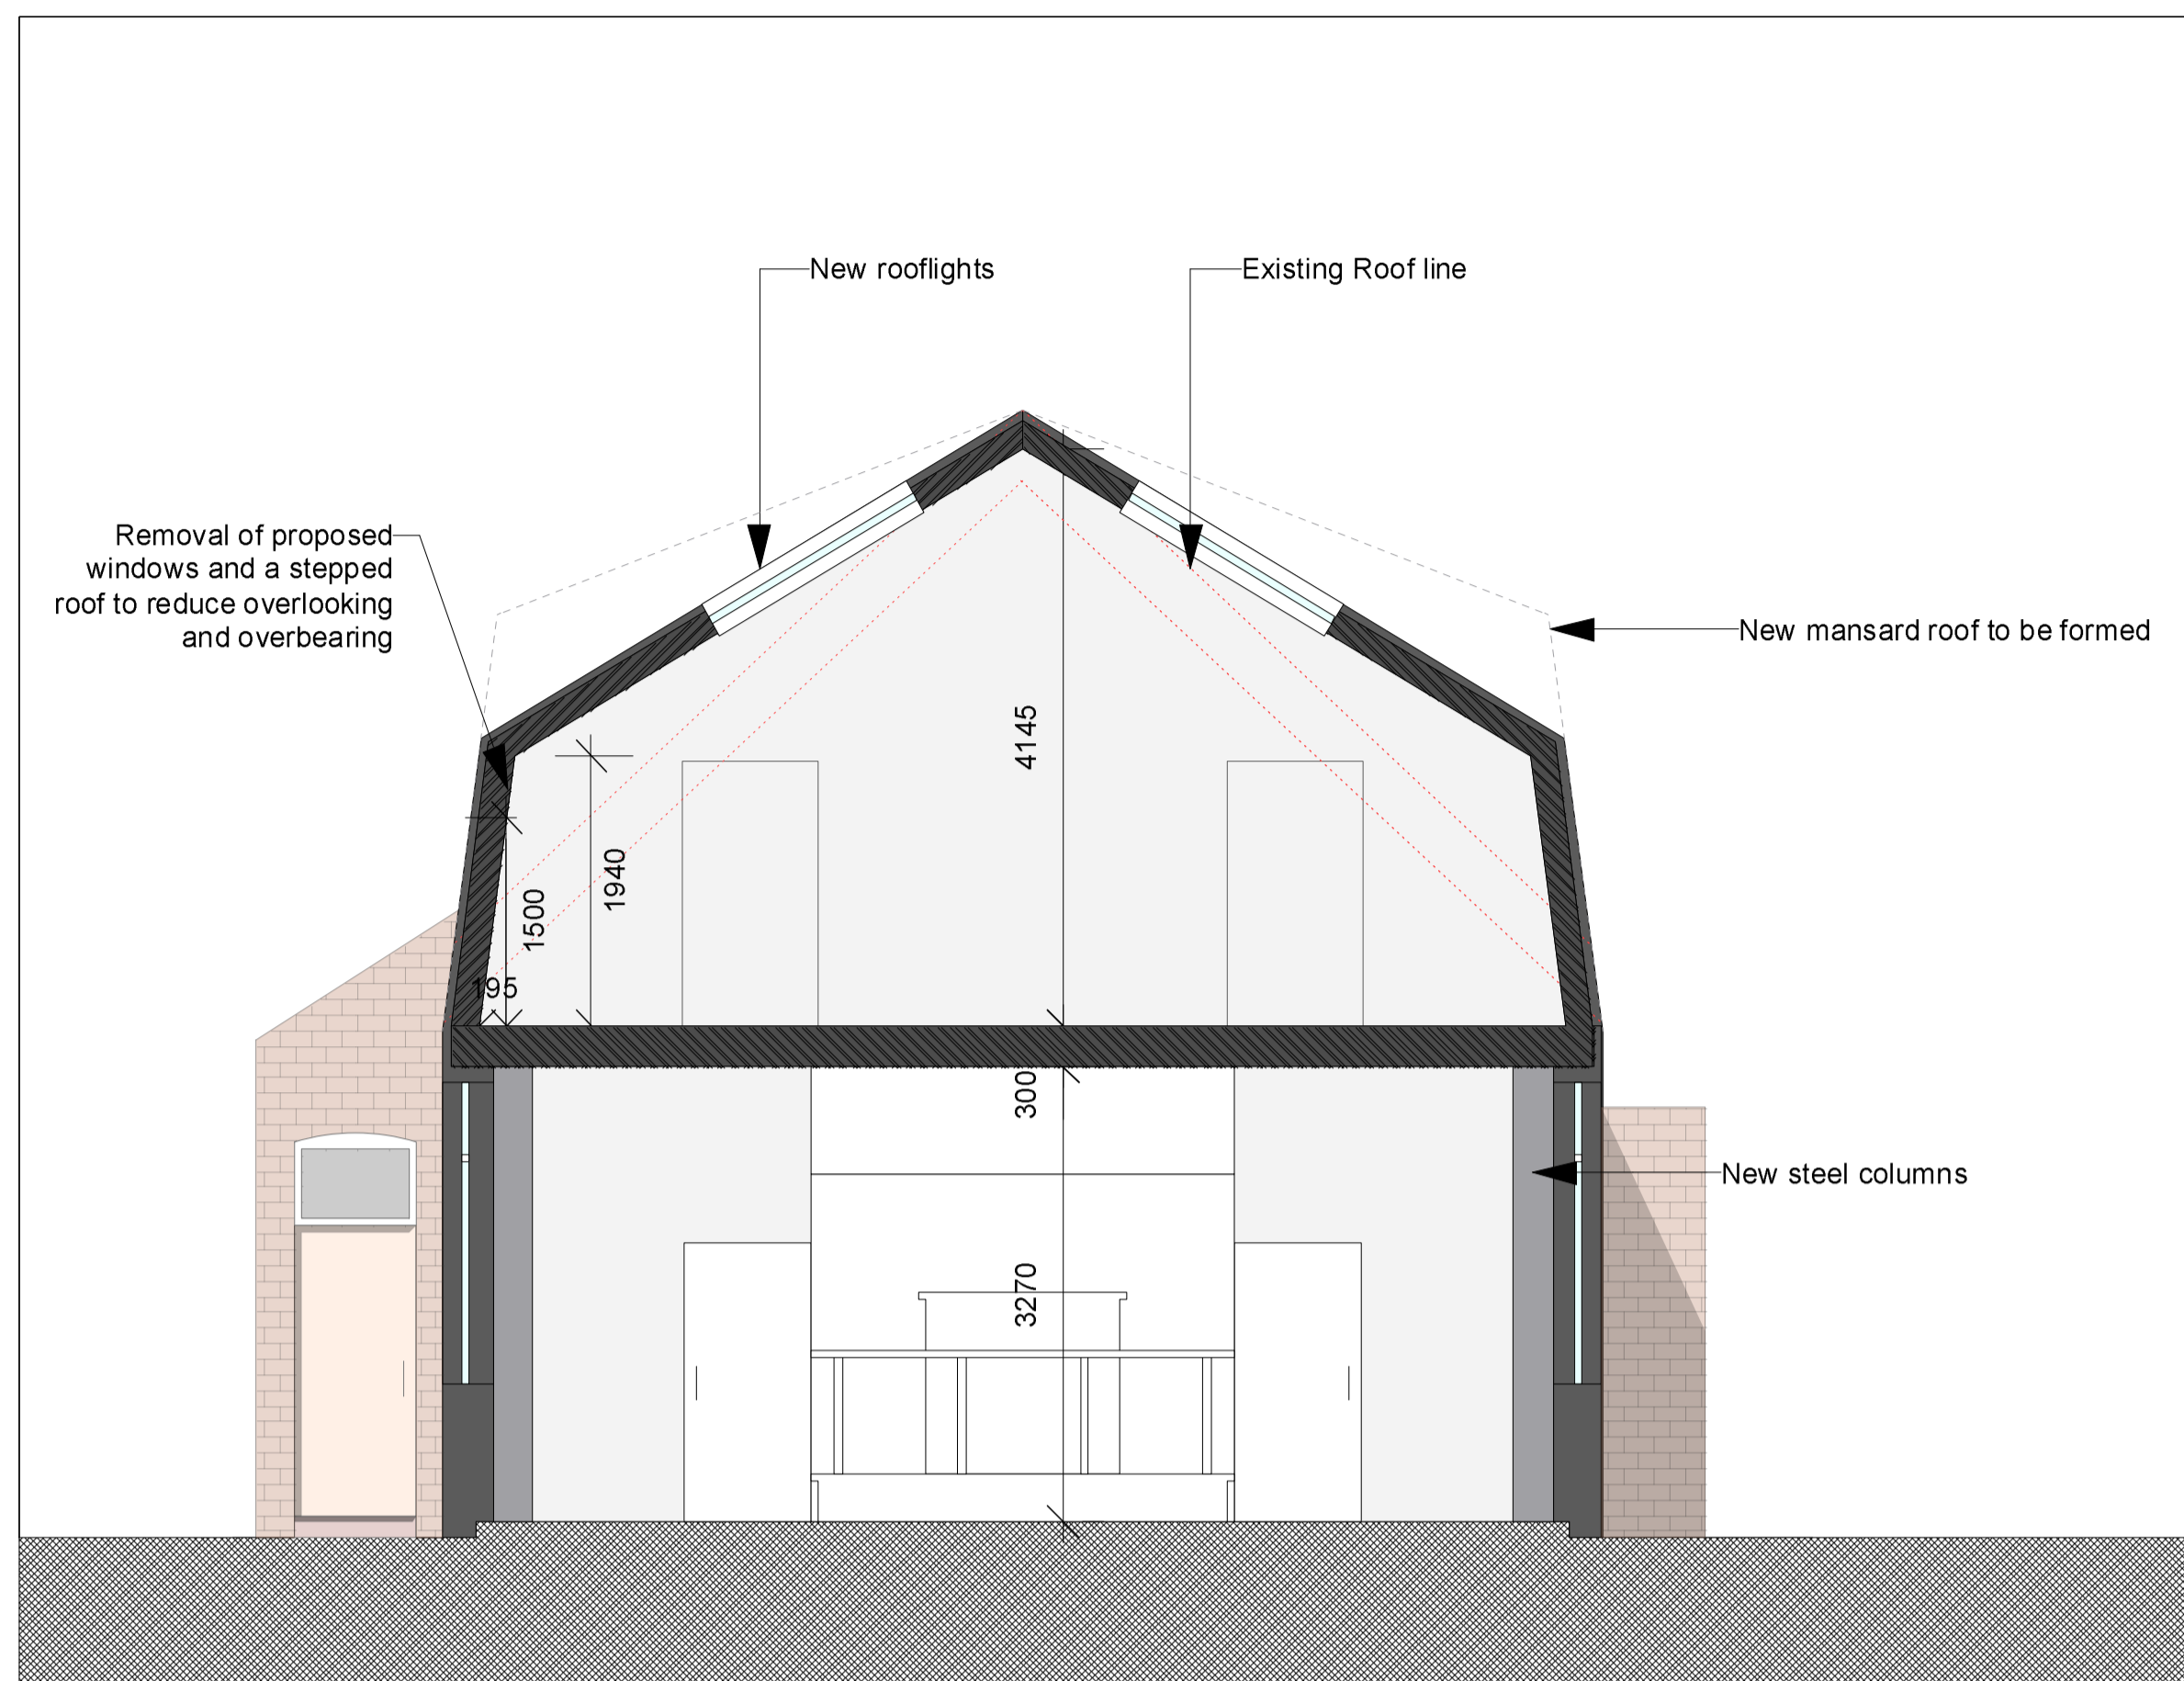 New rooflights
Existing Roof line
Removal of proposed
windows and a stepped
roof to reduce overlooking
and overbearing
New mansard roof to be formed
4145
1940
1500
195
300
New steel columns
3270